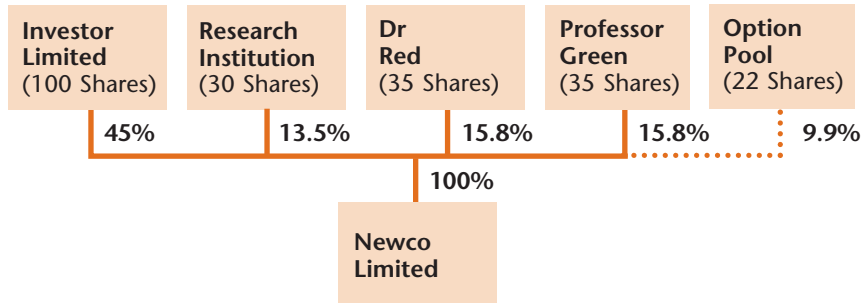 Investor
Limited
(100 Shares)
Research
Institution
(30 Shares)
Dr
Red
(35 Shares)
Professor
Green
(35 Shares)
Option
Pool
(22 Shares)
45%
13.5%
15.8%
15.8%
9.9%
100%
Newco
Limited